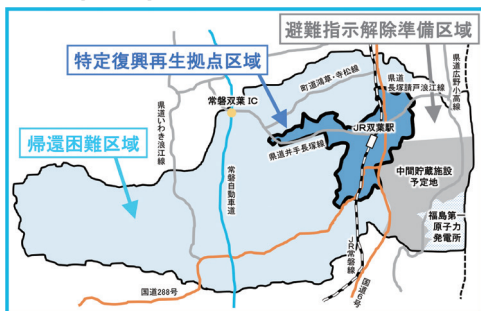 避難指示解除準備区域
特定復興再生拠点区域
帰還困難区域
常磐双葉 IC
町道鴻草・寺松線
県道
長塚請戸浪江線
県道広野小高線
県道いわき浪江線
JR双葉駅
県道井手長塚線
中間貯蔵施設
予定地
福島第一
原子力
発電所
常磐自動車道
JR常磐線
国道6号
国道288号